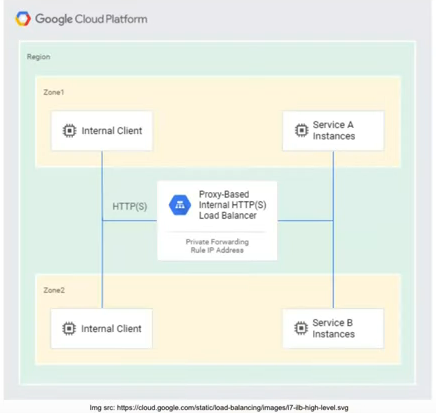 Google Cloud Platform
Region
Zone1
Internal Client
Service A
Instances
HTTP(S)
Proxy-Based
Internal HTTP(S)
Load Balancer
Private Forwarding
Rule IP Address
Zone2
Internal Client
Service B
Instances
Img src: https://cloud.google.com/static/load-balancing/images/l7-ilb-high-level.svg